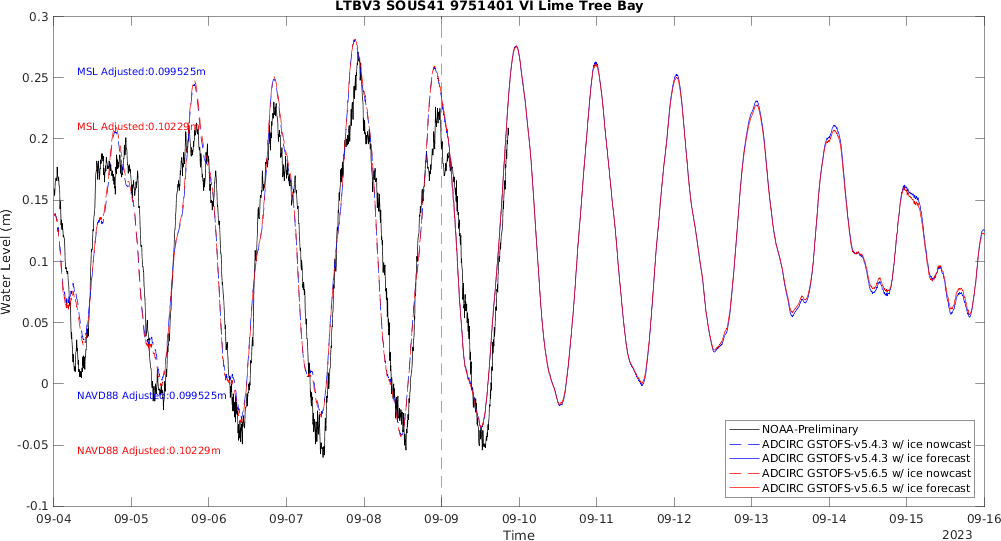 LTBV3 SOUS41 9751401 VI Lime Tree Bay
0.3
0.25
0.2
0.15
0.1
0.05
0
-0.05
-0.1
Water Level (m)
MSL Adjusted:0.099525m
MSL Adjusted:0.10229m
NAVD88 Adjusted:0.099525m
NAVD88 Adjusted:0.10229m
NOAA-Preliminary
ADCIRC GSTOFS-v5.4.3 w/ ice nowcast
ADCIRC GSTOFS-v5.4.3 w/ ice forecast
ADCIRC GSTOFS-v5.6.5 w/ ice nowcast
ADCIRC GSTOFS-v5.6.5 w/ ice forecast
09-04 09-05 09-06 09-07 09-08 09-09 09-10 09-11 09-12 09-13 09-14 09-15 09-16
Time
2023